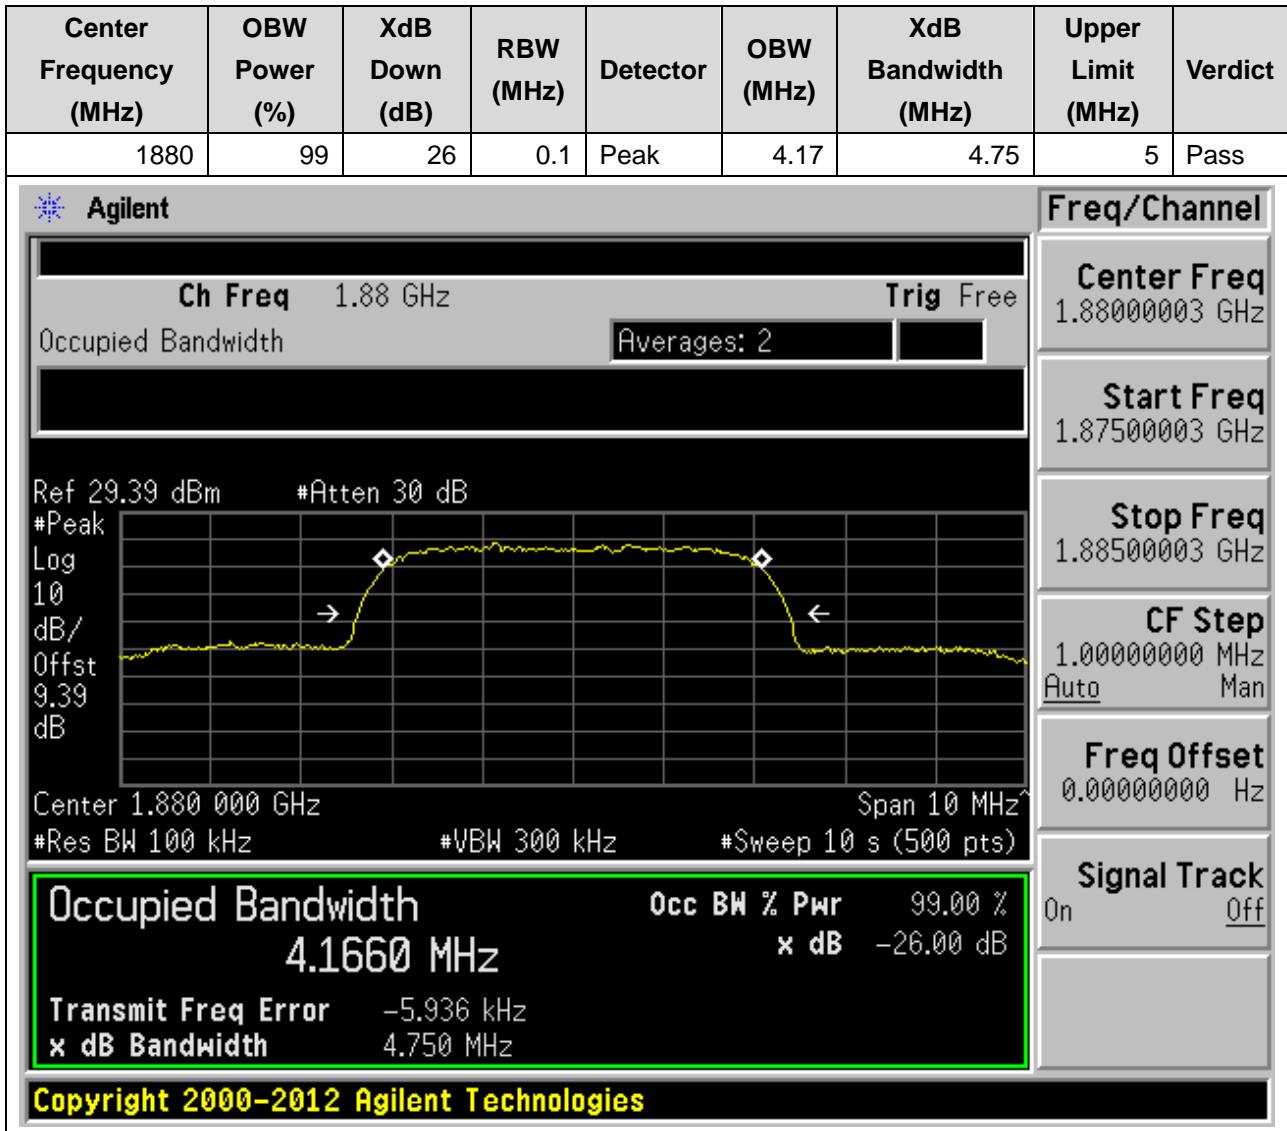 Center Frequency (MHz) OBW Power (%) XdB Down (dB) RBW (MHz) Detector OBW (MHz) XdB Bandwidth (MHz) Upper Limit (MHz) Verdict
1880 99 26 0.1 Peak 4.17 4.75 5 Pass
Agilent
Freq/Channel
Ch Freq 1.88 GHz Trig Free
Occupied Bandwidth Averages: 2
Ref 29.39 dBm #Atten 30 dB
#Peak
Log
10
dB/
Offst
9.39
dB
Center 1.880 000 GHz Span 10 MHz^
#Res BW 100 kHz #VBW 300 kHz #Sweep 10 s (500 pts)
Occupied Bandwidth Occ BW % Pwr 99.00 %
4.1660 MHz x dB -26.00 dB
Transmit Freq Error -5.936 kHz
x dB Bandwidth 4.750 MHz
Center Freq
1.88000003 GHz
Start Freq
1.87500003 GHz
Stop Freq
1.88500003 GHz
CF Step
1.00000000 MHz
Auto Man
Freq Offset
0.00000000 Hz
Signal Track
On Off
Copyright 2000-2012 Agilent Technologies